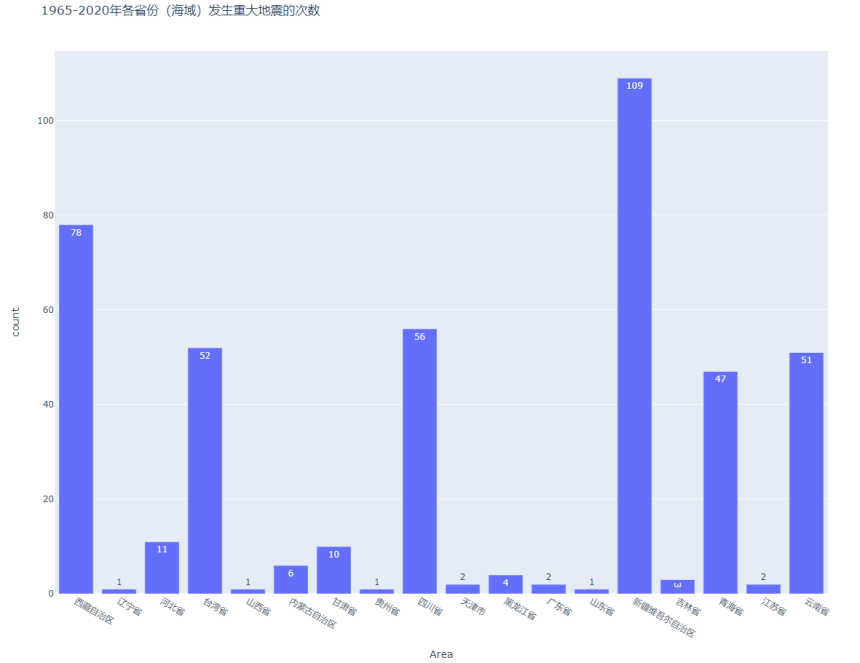 1965-2020年各省份（海域）发生重大地震的次数
100
80
60
40
20
0
count
78
1
11
52
1
6
10
1
56
2
4
2
1
109
3
47
2
51
西藏自治区
辽宁省
河北省
台湾省
山西省
内蒙古自治区
甘肃省
贵州省
四川省
天津市
黑龙江省
广东省
山东省
新疆维吾尔自治区
吉林省
青海省
江苏省
云南省
Area